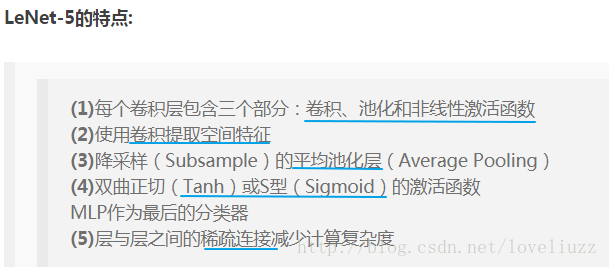 LeNet-5的特点:
(1)每个卷积层包含三个部分：卷积、池化和非线性激活函数
(2)使用卷积提取空间特征
(3)降采样（Subsample）的平均池化层（Average Pooling）
(4)双曲正切（Tanh）或S型（Sigmoid）的激活函数
MLP作为最后的分类器
(5)层与层之间的稀疏连接减少计算复杂度
http://blog.csdn.net/loveliuzz